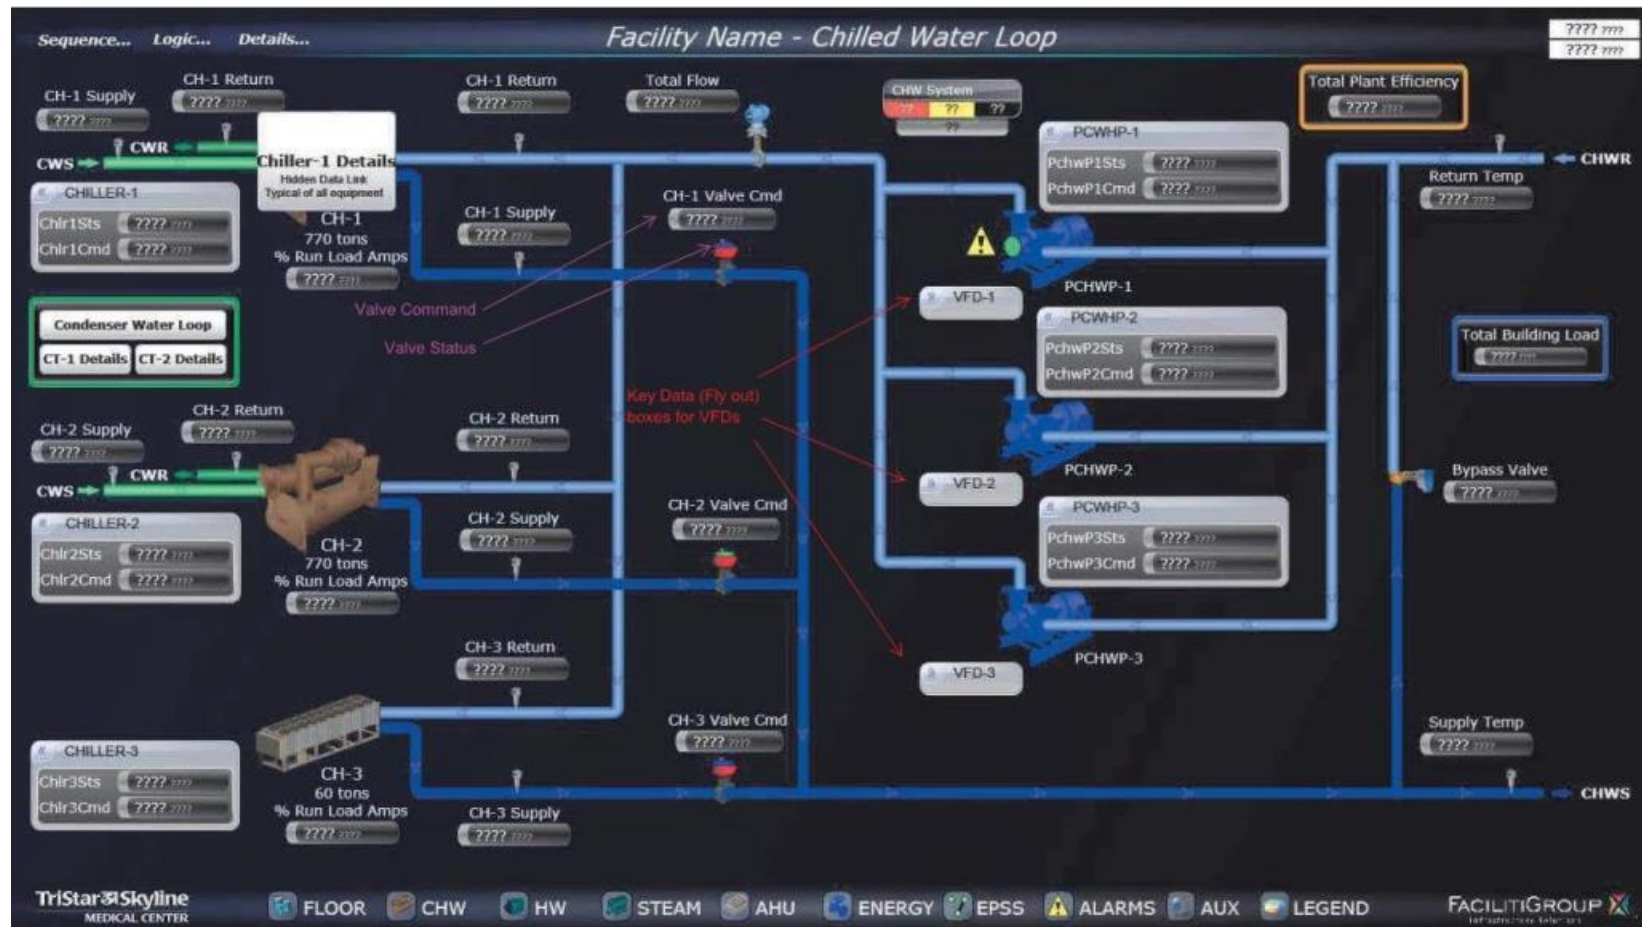 Sequence... Logic... Details...
Facility Name - Chilled Water Loop
???? ????
???? ????
CH-1 Supply
???? ????
CH-1 Return
???? ????
CH-1 Return
???? ????
Total Flow
???? ????
CHW System
?? ?? ??
??
Total Plant Efficiency
???? ????
CWR
CWS
Chiller-1 Details
Hidden Data Link
Typical of all equipment
CHILLER-1
Chlr1Sts ???? ????
Chlr1Cmd ???? ????
CH-1
770 tons
% Run Load Amps
???? ????
CH-1 Supply
???? ????
CH-1 Valve Cmd
???? ????
Valve Command
Valve Status
PCWHP-1
PchwP1Sts ???? ????
PchwP1Cmd ???? ????
PCHWP-1
VFD-1
CHWR
Return Temp
???? ????
Condenser Water Loop
CT-1 Details CT-2 Details
Key Data (Fly out)
boxes for VFDs
PCWHP-2
PchwP2Sts ???? ????
PchwP2Cmd ???? ????
PCHWP-2
VFD-2
Total Building Load
???? ????
CH-2 Supply
???? ????
CH-2 Return
???? ????
CH-2 Return
???? ????
CWR
CWS
CHILLER-2
Chlr2Sts ???? ????
Chlr2Cmd ???? ????
CH-2
770 tons
% Run Load Amps
???? ????
CH-2 Supply
???? ????
CH-2 Valve Cmd
???? ????
PCWHP-3
PchwP3Sts ???? ????
PchwP3Cmd ???? ????
PCHWP-3
VFD-3
Bypass Valve
???? ????
CH-3 Return
???? ????
CHILLER-3
Chlr3Sts ???? ????
Chlr3Cmd ???? ????
CH-3
60 tons
% Run Load Amps
???? ????
CH-3 Valve Cmd
???? ????
CH-3 Supply
???? ????
Supply Temp
???? ????
CHWS
TriStar Skyline
MEDICAL CENTER
FLOOR CHW HW STEAM AHU ENERGY EPSS ALARMS AUX LEGEND
FACILITIGROUP
Infrastructure Solutions